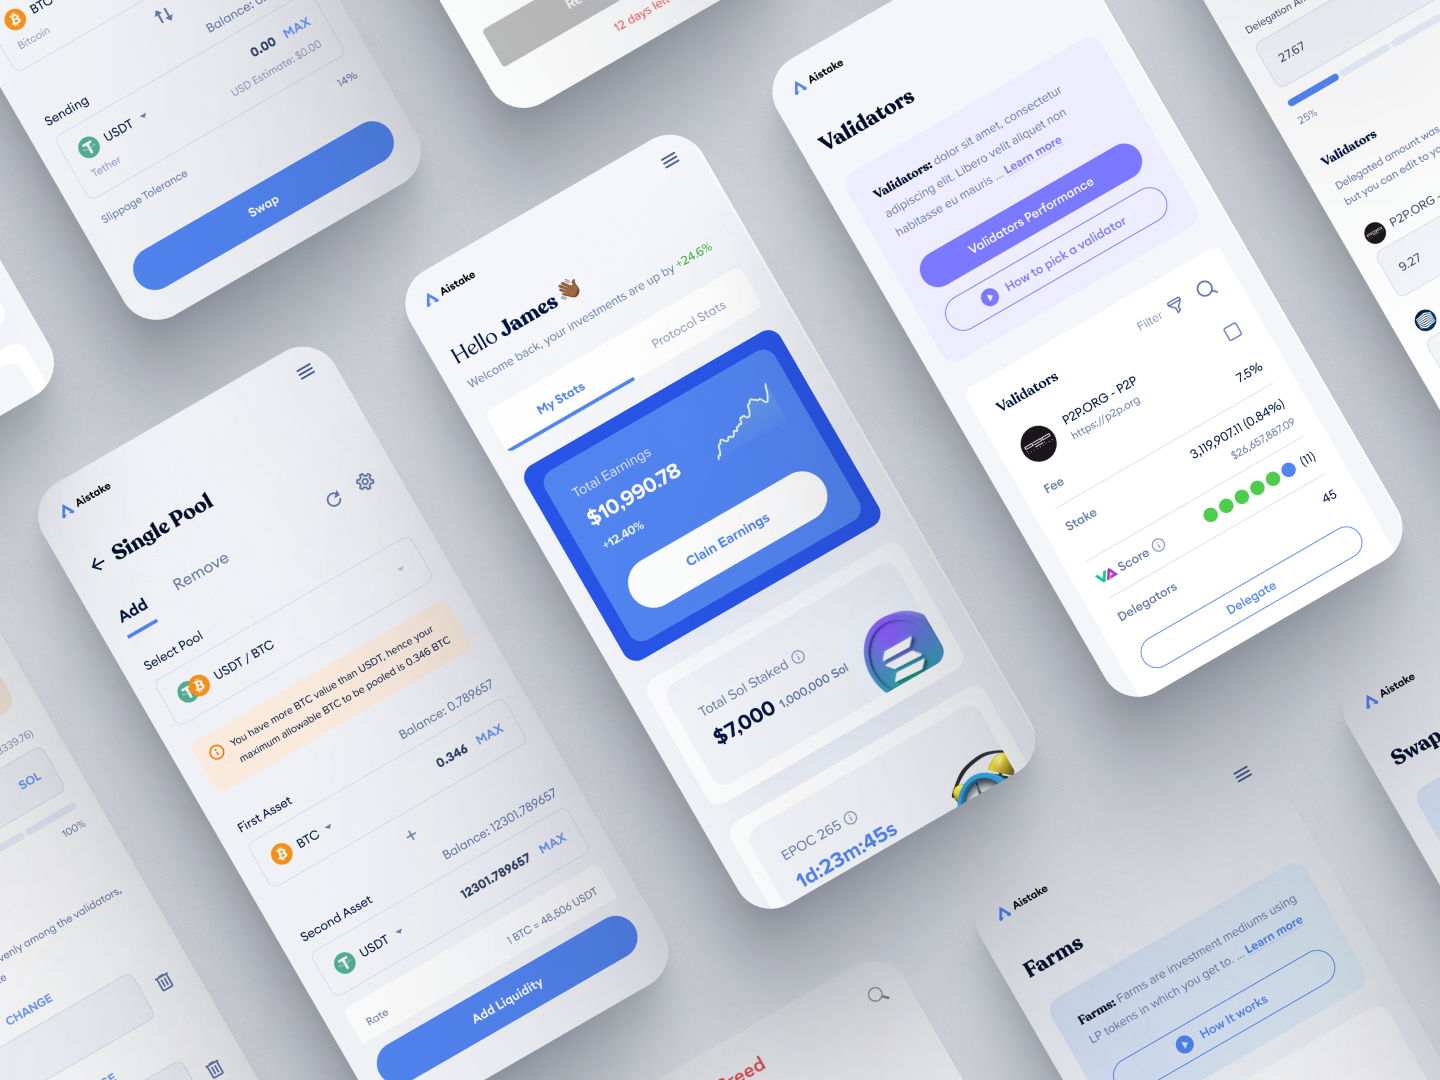 BTC
Bitcoin
Balance: 0
0.00 MAX
USD Estimate: $0.00
Sending
USDT
Tether
14%
Slippage Tolerance
Swap
12 days left
Aistake
Validators
Validators: dolor sit amet, consectetur
adipiscing elit. Libero velit aliquet non
habitasse eu mauris ... Learn more
Validators Performance
How to pick a validator
Filter
Validators
P2P.ORG - P2P
https://p2p.org
Fee
7.5%
Stake
3,119,907.11 (0.84%)
$26,657,887.09
VA Score
(11)
Delegators
45
Delegate
27.67
25%
Validators
Delegated amount was
but you can edit to yo
P2P.ORG -
9.27
Aistake
Hello James 👋🏾
Welcome back, your investments are up by +24.6%
My Stats
Protocol Stats
Total Earnings
$10,990.78
+12.40%
Clain Earnings
Total Sol Staked
$7,000 1,000,000 Sol
EPOC 265
1d:23m:45s
Aistake
Single Pool
Add
Remove
Select Pool
USDT / BTC
You have more BTC value than USDT, hence your
maximum allowable BTC to be pooled is 0.346 BTC
First Asset
Balance: 0.789657
BTC
0.346 MAX
+
Second Asset
Balance: 12301.789657
USDT
12301.789657 MAX
Rate
1 BTC = 48,506 USDT
Add Liquidity
339.76)
SOL
100%
venly among the validators,
CHANGE
reed
Aistake
Farms
Farms: Farms are investment mediums using
LP tokens in which you get to. ... Learn more
How It works
Aistake
Swap